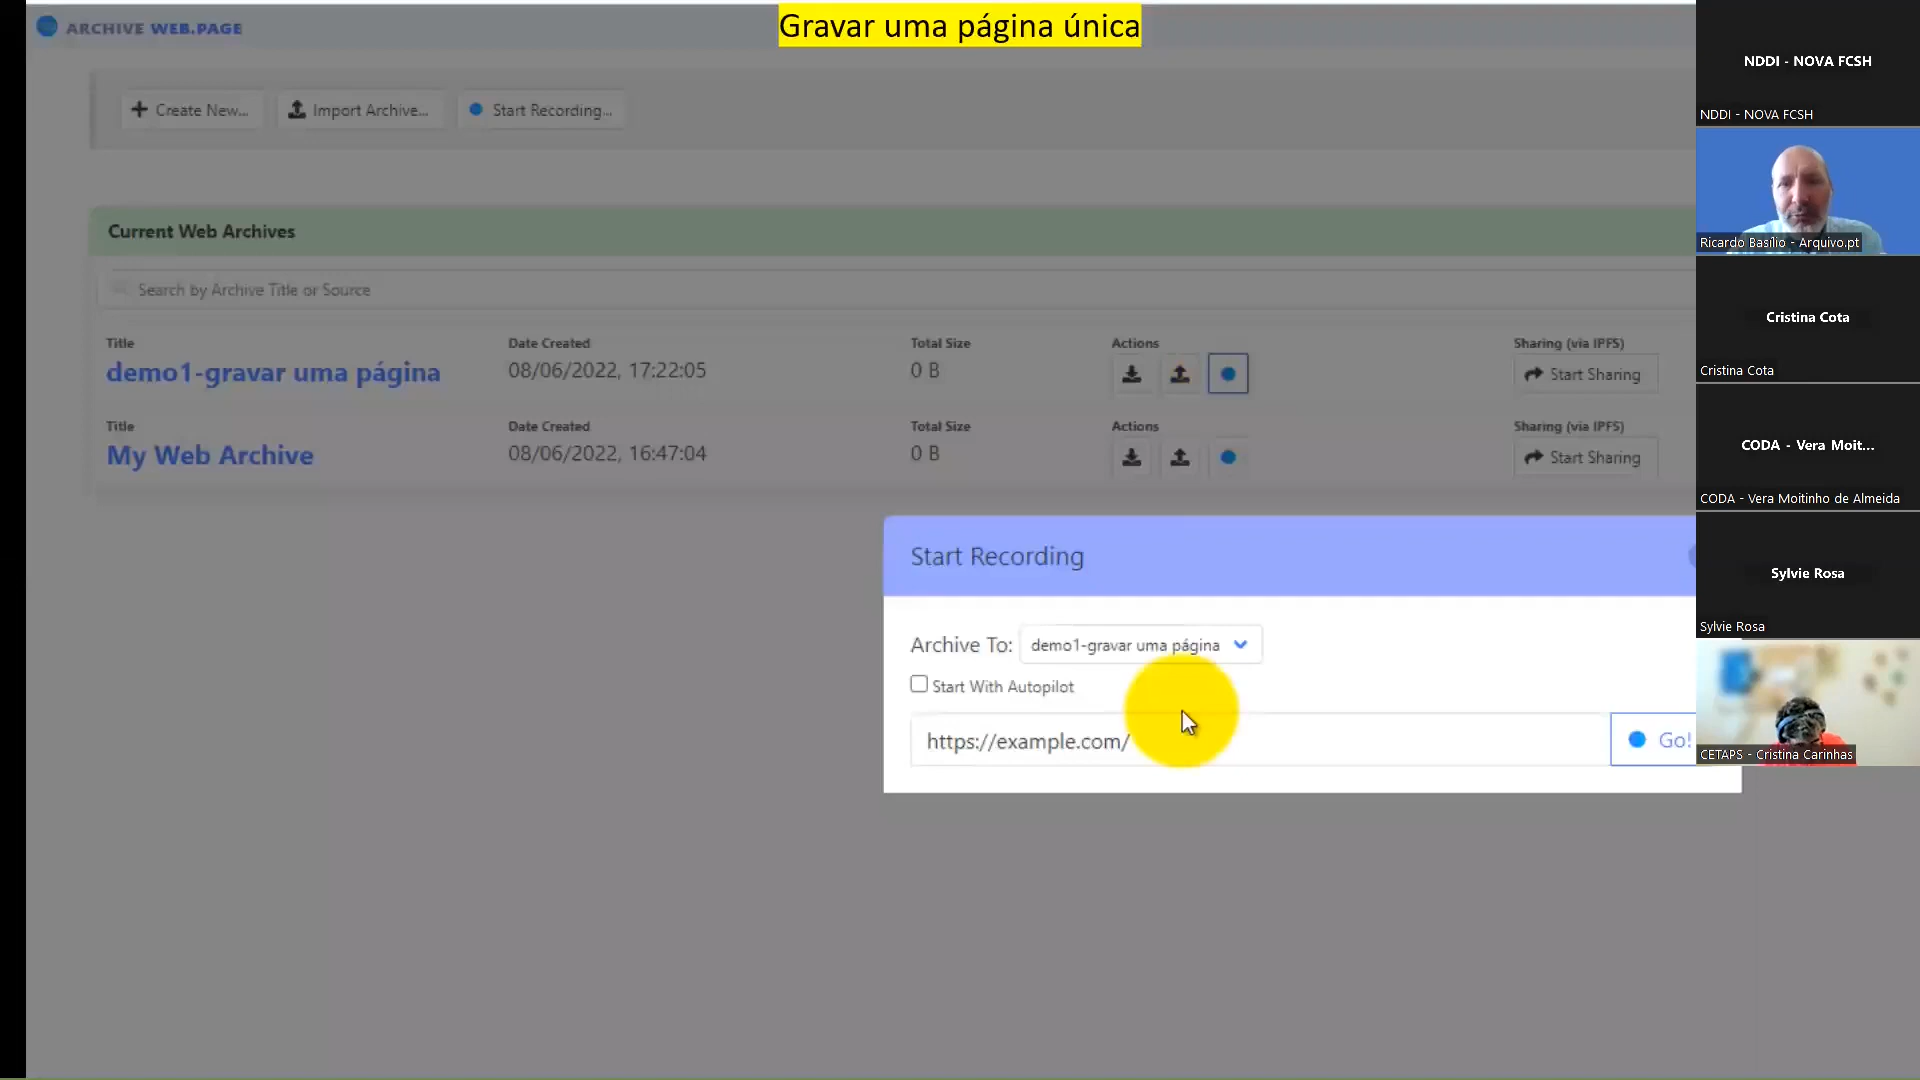 Gravar uma página única
ARCHIVE WEB.PAGE
Create New...
Import Archive...
Start Recording...
Current Web Archives
Search by Archive Title or Source
Title
Date Created
Total Size
Actions
Sharing (via IPFS)
demo1-gravar uma página
08/06/2022, 17:22:05
0 B
Start Sharing
Title
Date Created
Total Size
Actions
Sharing (via IPFS)
My Web Archive
08/06/2022, 16:47:04
0 B
Start Sharing
Start Recording
Archive To:
demo1-gravar uma página
Start With Autopilot
https://example.com/
Go!
NDDI - NOVA FCSH
NDDI - NOVA FCSH
Ricardo Basílio - Arquivo.pt
Cristina Cota
Cristina Cota
CODA - Vera Moit...
CODA - Vera Moitinho de Almeida
Sylvie Rosa
Sylvie Rosa
CETAPS - Cristina Carinhas